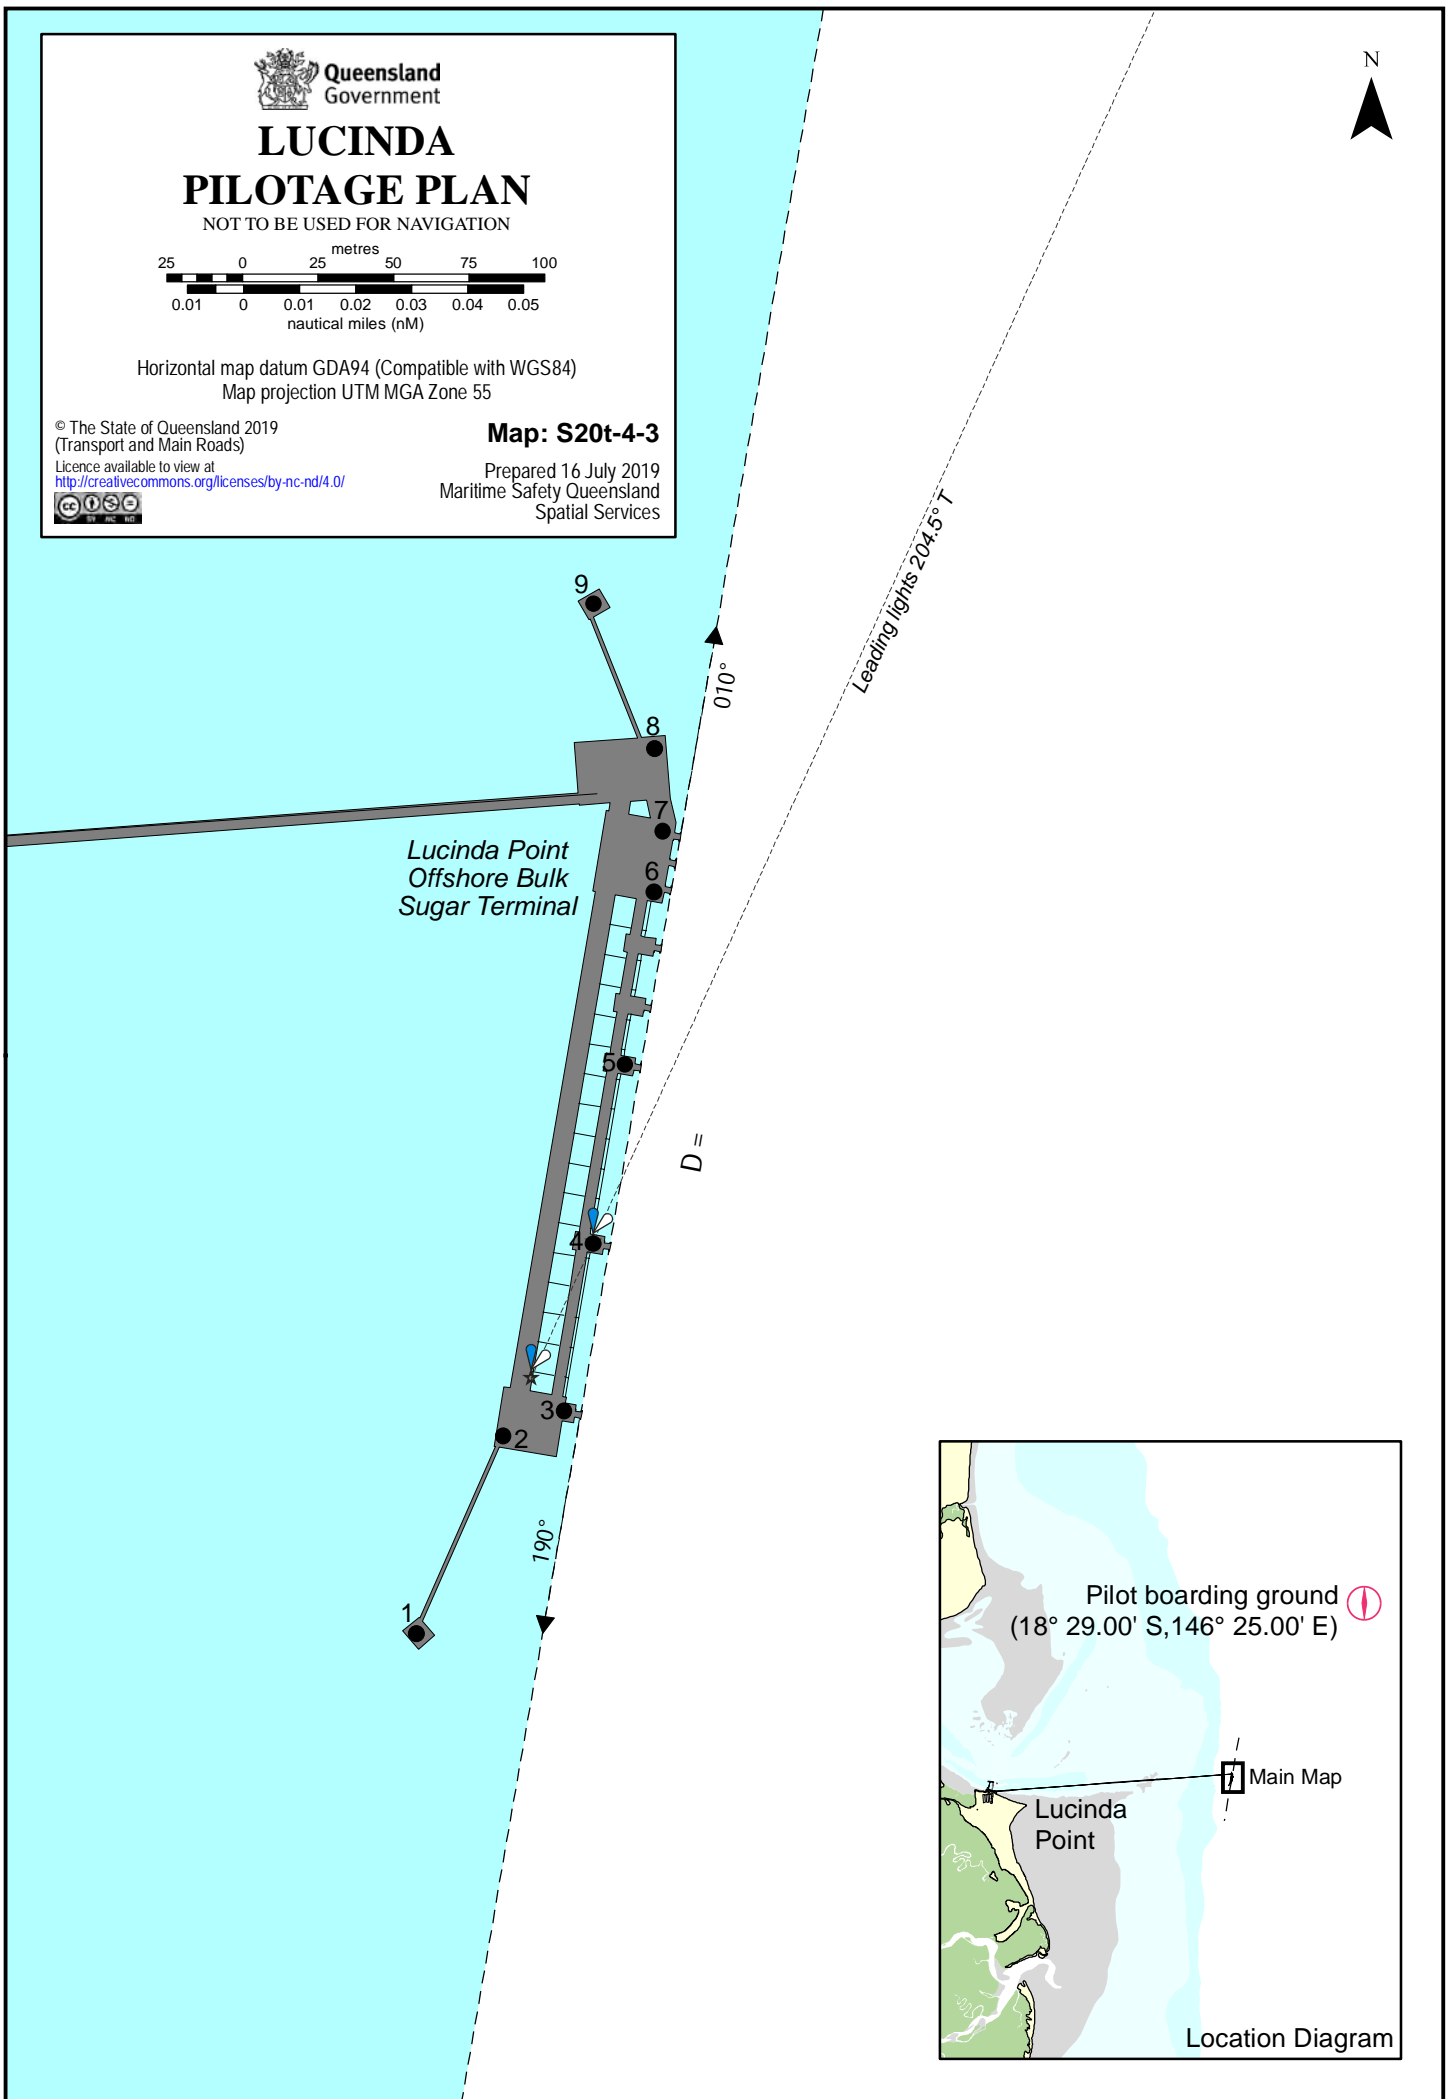 Queensland
Government
LUCINDA
PILOTAGE PLAN
NOT TO BE USED FOR NAVIGATION
metres
25 0 25 50 75 100
0.01 0 0.01 0.02 0.03 0.04 0.05
nautical miles (nM)
Horizontal map datum GDA94 (Compatible with WGS84)
Map projection UTM MGA Zone 55
© The State of Queensland 2019
(Transport and Main Roads)
Licence available to view at
http://creativecommons.org/licenses/by-nc-nd/4.0/
cc
BY NC ND
Map: S20t-4-3
Prepared 16 July 2019
Maritime Safety Queensland
Spatial Services
N
Leading lights 204.5° T
9
010°
8
7
Lucinda Point
Offshore Bulk
Sugar Terminal
6
5
D =
4
3
2
190°
1
Pilot boarding ground
(18° 29.00' S,146° 25.00' E)
Main Map
Lucinda
Point
Location Diagram